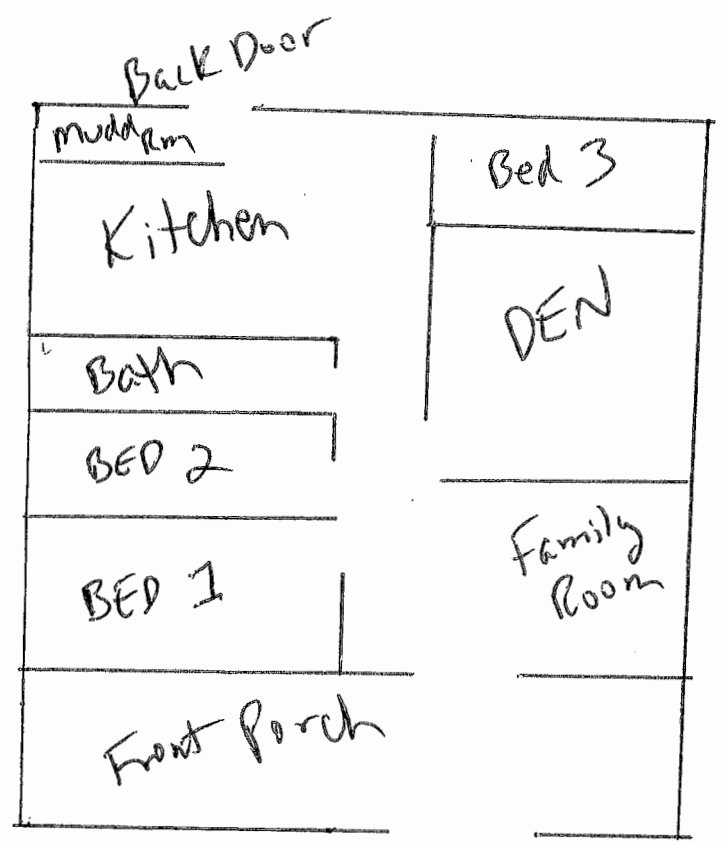 Back Door
Mudd Rm
Bed 3
Kitchen
DEN
Bath
BED 2
Family
Room
BED 1
Front Porch